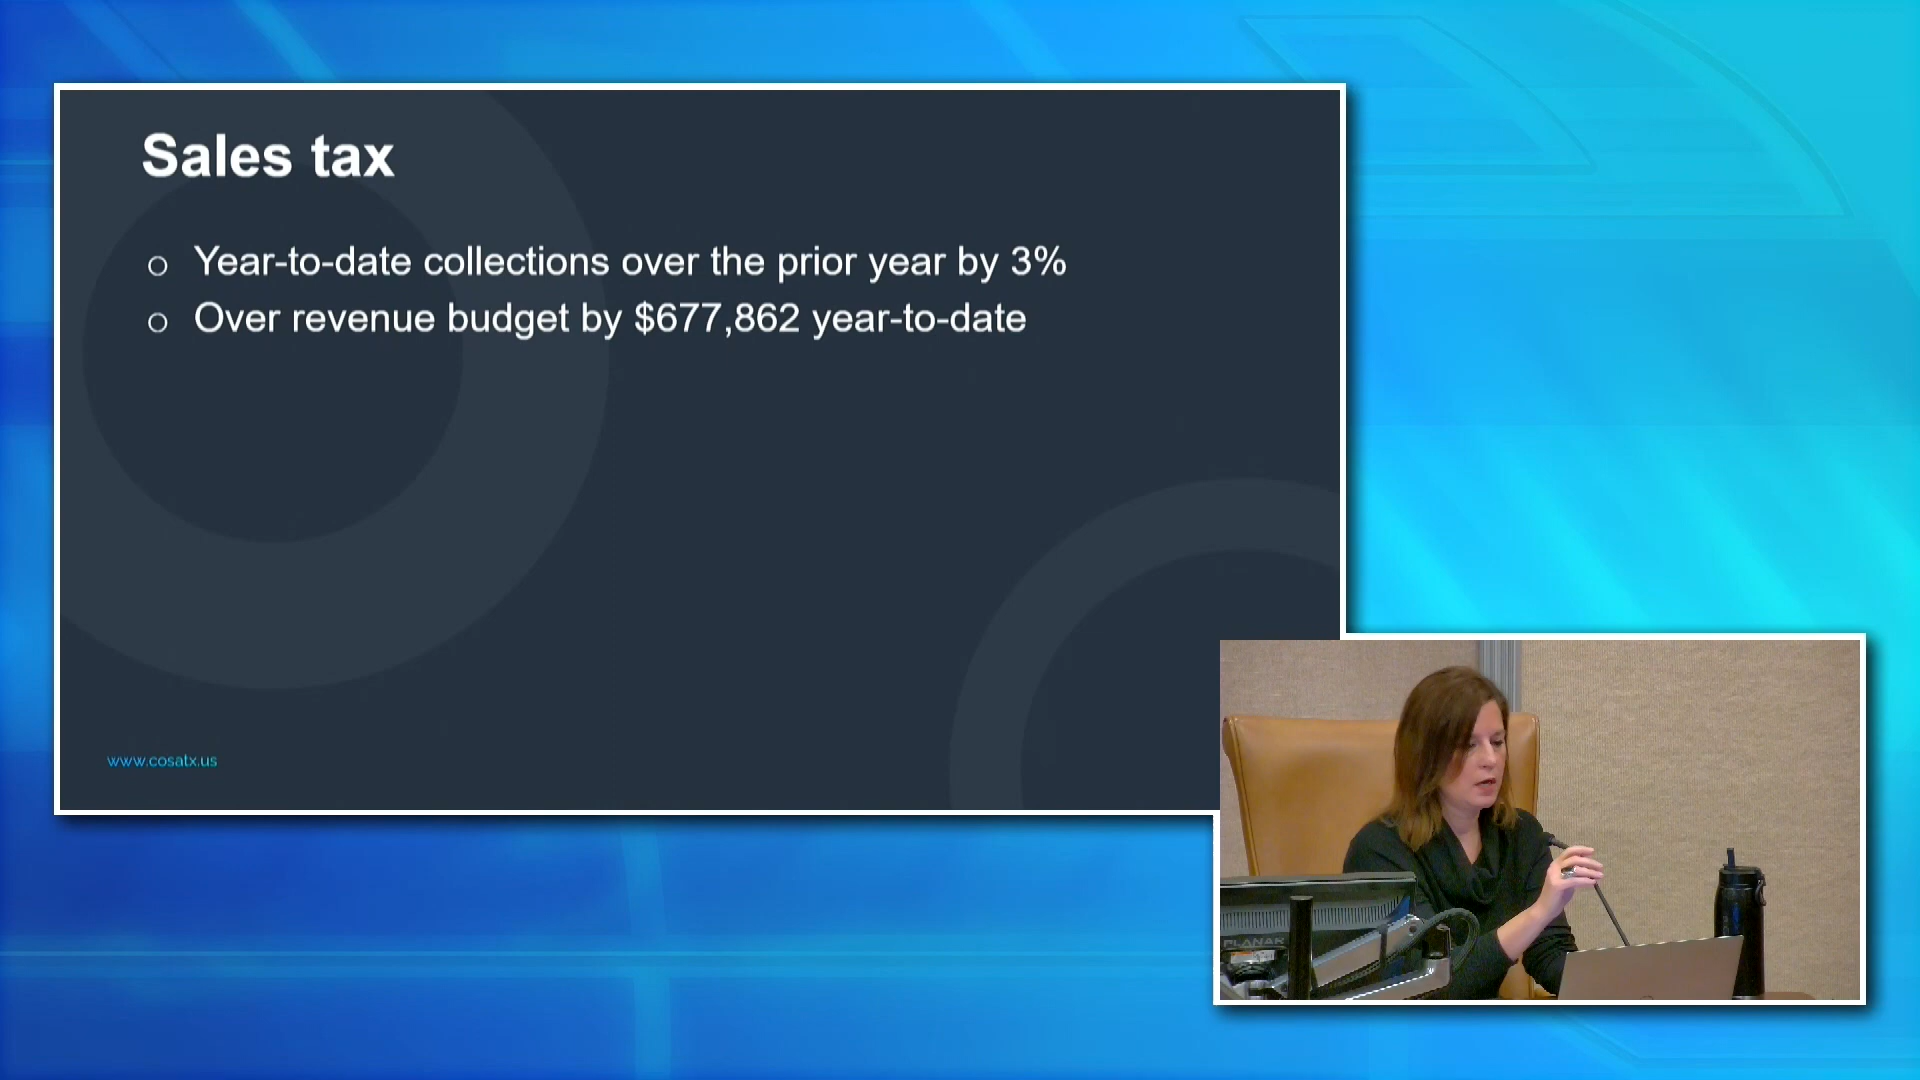 Sales tax
Year-to-date collections over the prior year by 3%
Over revenue budget by $677,862 year-to-date
www.cosatx.us
PLANAR